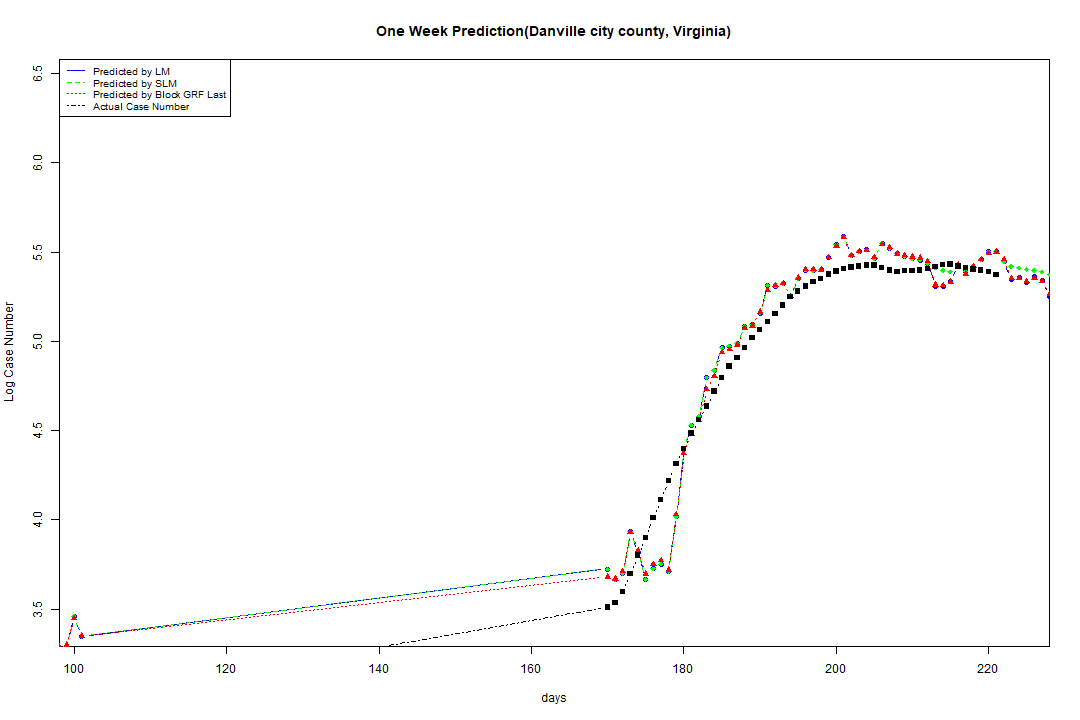 One Week Prediction(Danville city county, Virginia)
Predicted by LM
Predicted by SLM
Predicted by Block GRF Last
Actual Case Number
6.5
6.0
5.5
5.0
4.5
4.0
3.5
Log Case Number
100 120 140 160 180 200 220
days